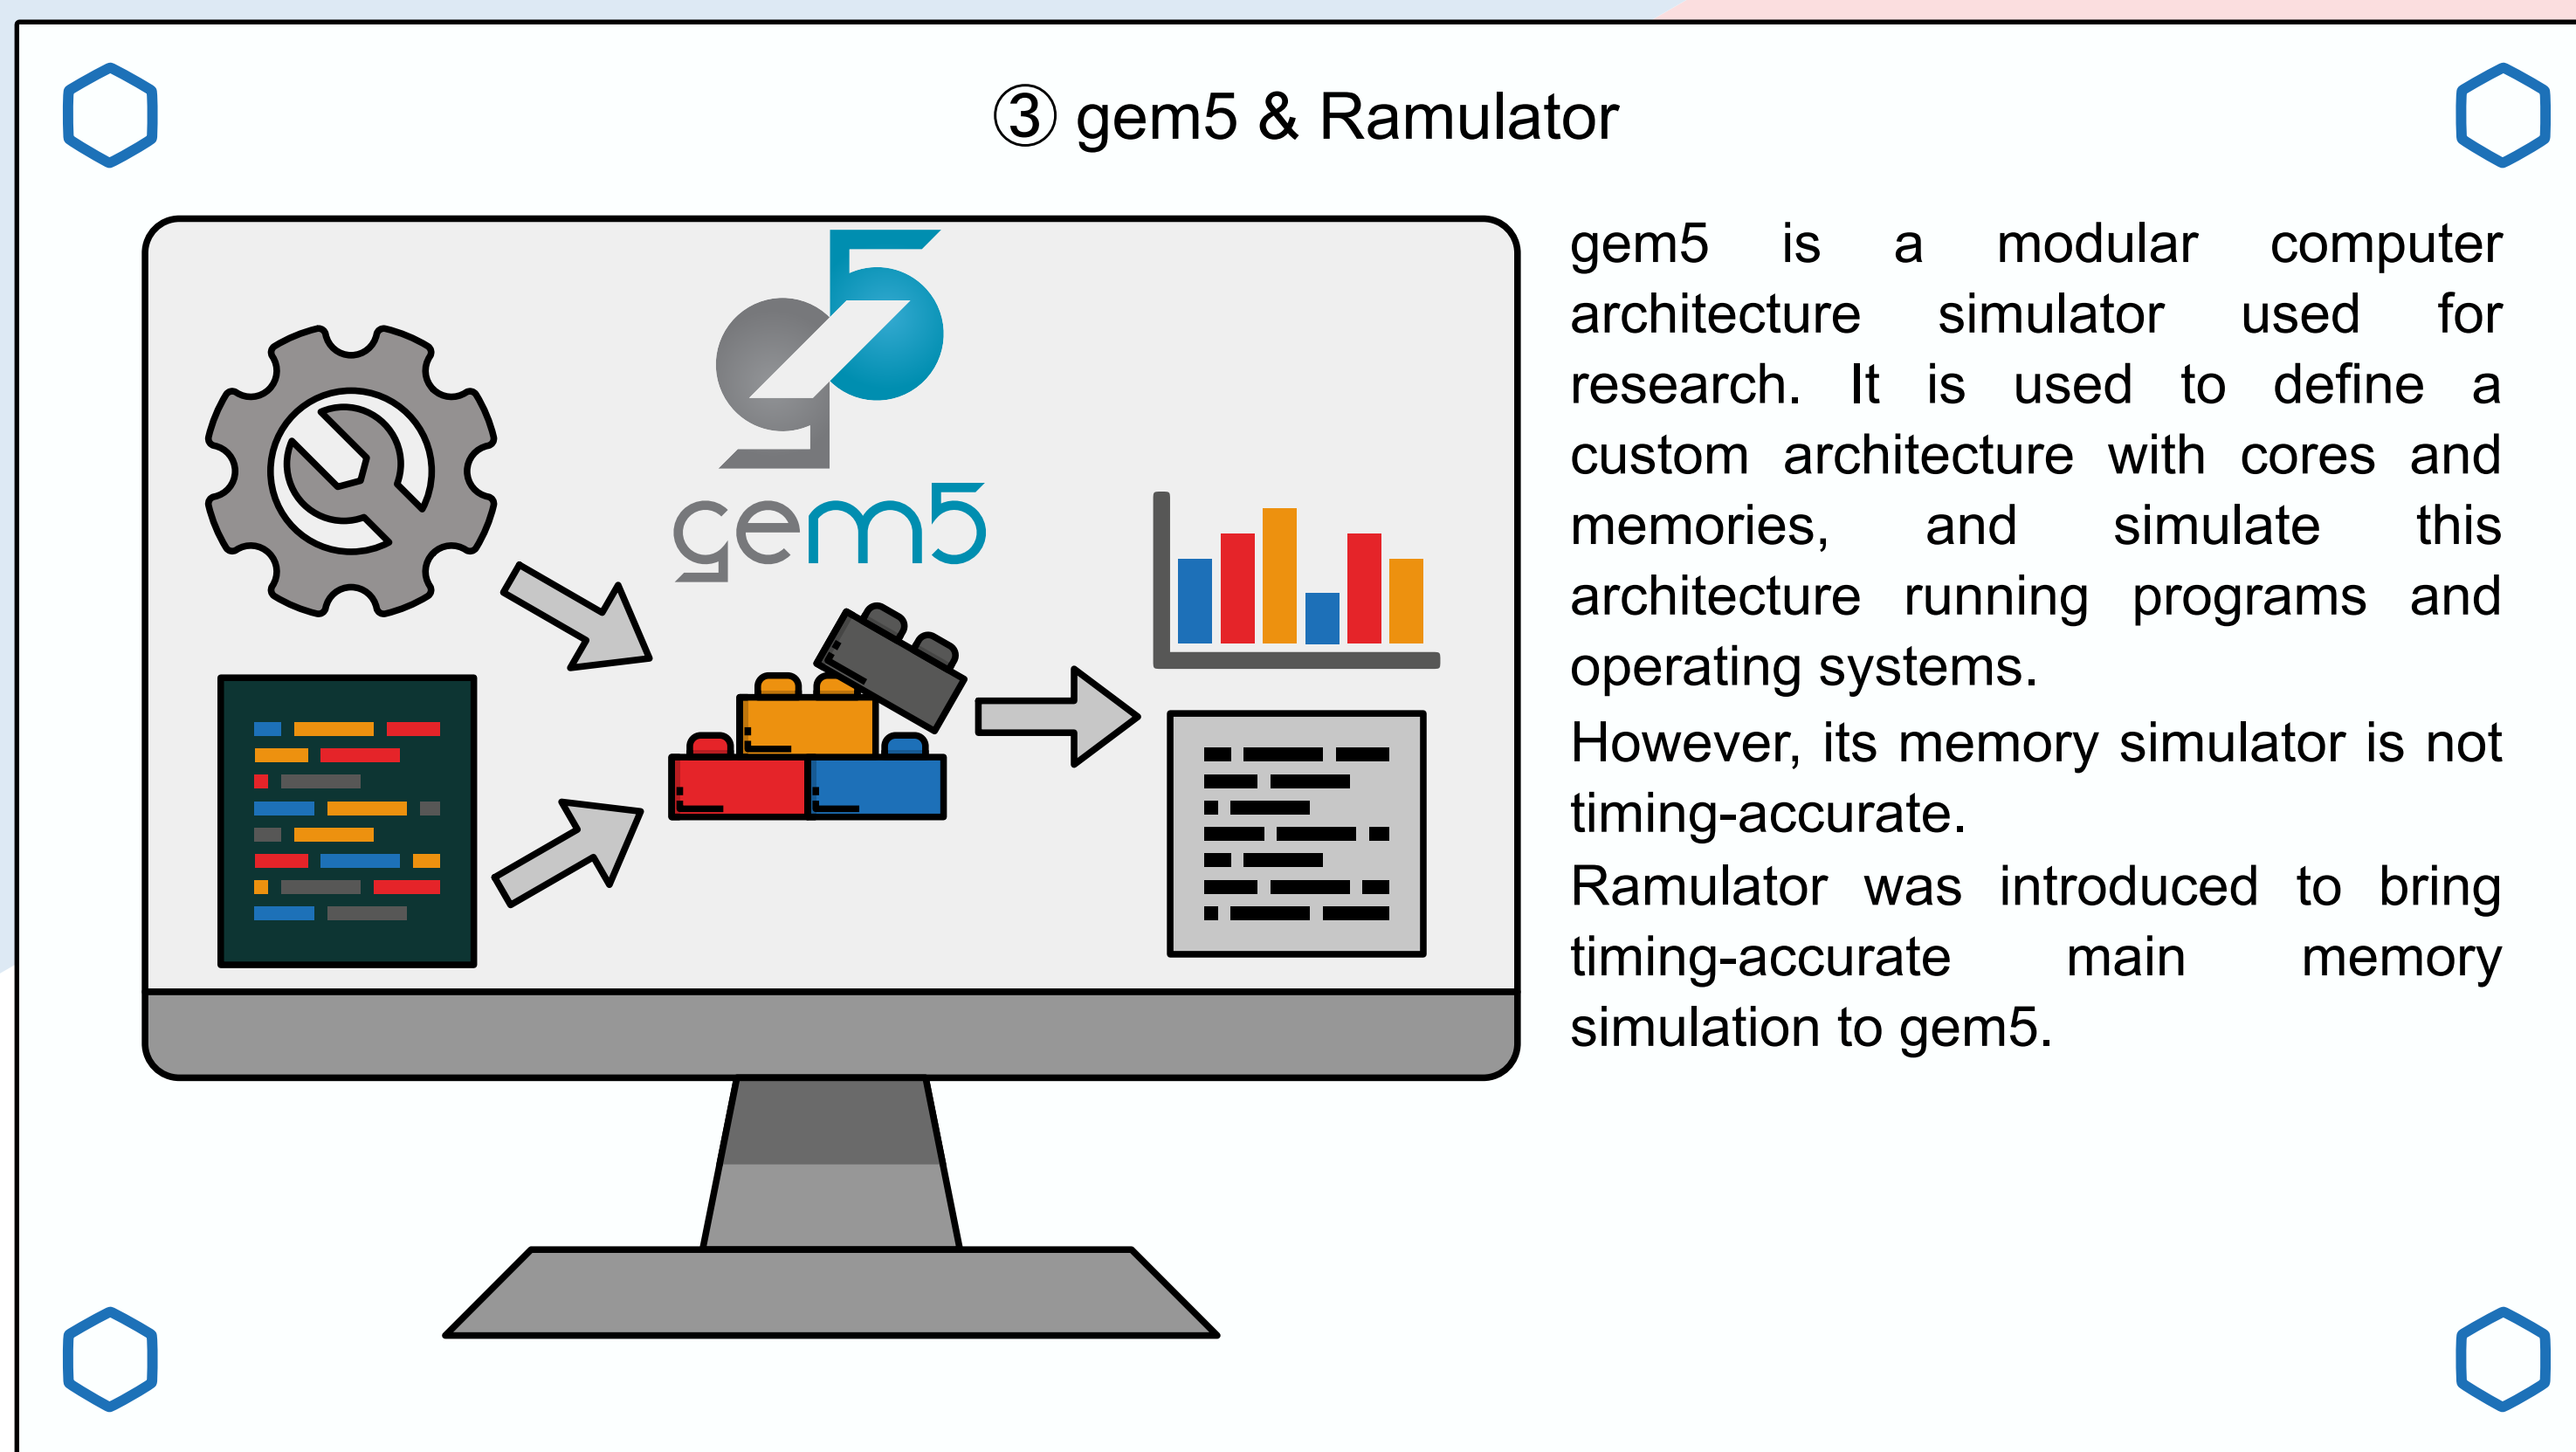 ③ gem5 & Ramulator
gem5
gem5 is a modular computer
architecture simulator used for
research. It is used to define a
custom architecture with cores and
memories, and simulate this
architecture running programs and
operating systems.
However, its memory simulator is not
timing-accurate.
Ramulator was introduced to bring
timing-accurate main memory
simulation to gem5.